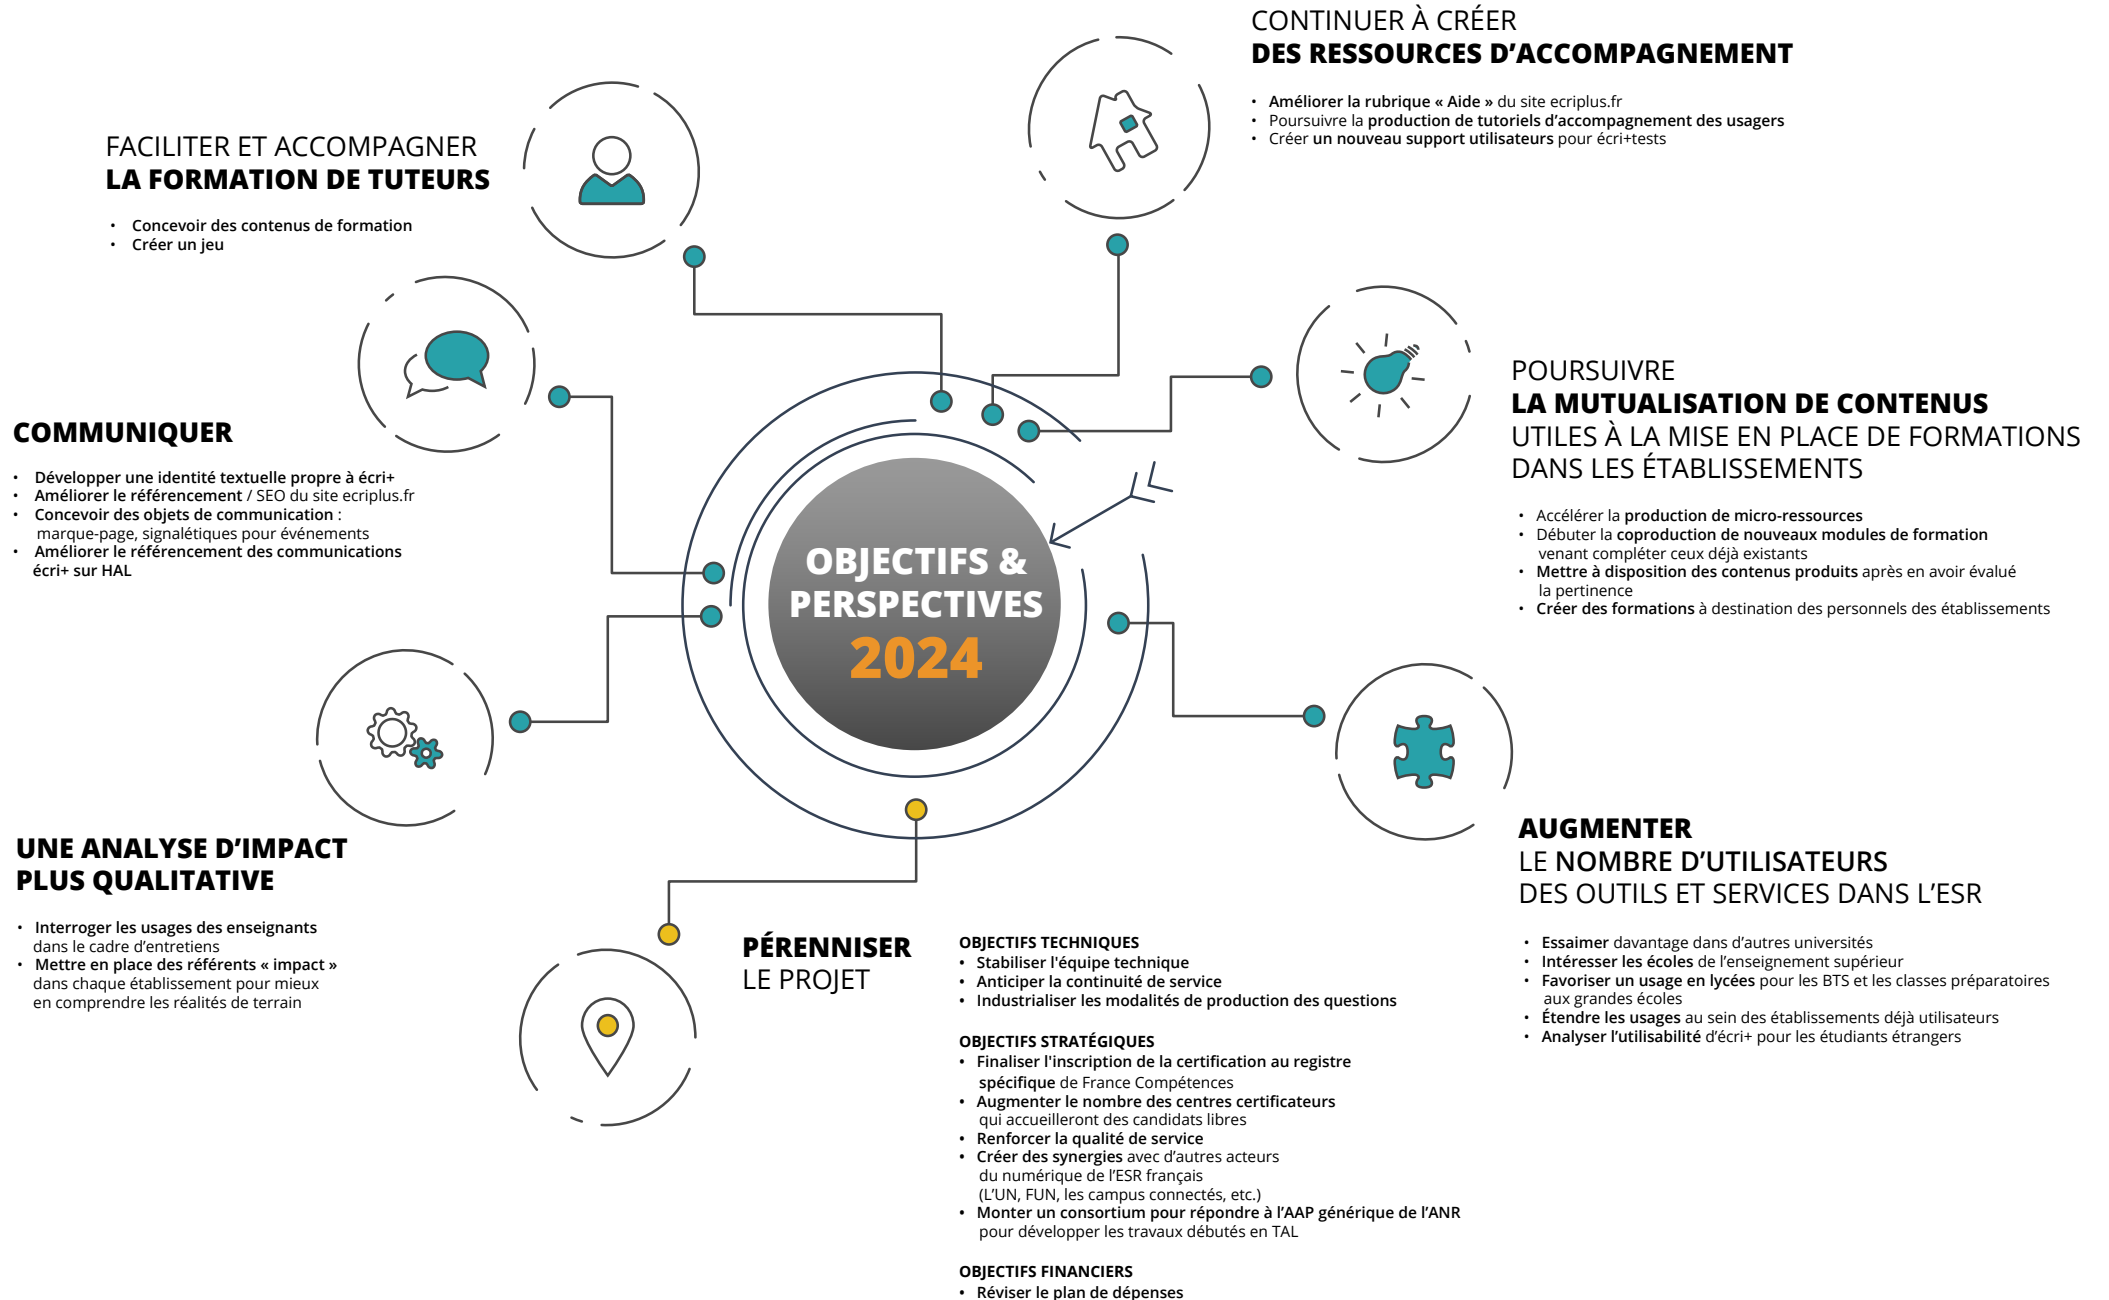 CONTINUER À CRÉER
DES RESSOURCES D’ACCOMPAGNEMENT
• Améliorer la rubrique « Aide » du site ecriplus.fr
• Poursuivre la production de tutoriels d’accompagnement des usagers
• Créer un nouveau support utilisateurs pour écri+tests
FACILITER ET ACCOMPAGNER
LA FORMATION DE TUTEURS
• Concevoir des contenus de formation
• Créer un jeu
POURSUIVRE
LA MUTUALISATION DE CONTENUS
UTILES À LA MISE EN PLACE DE FORMATIONS
DANS LES ÉTABLISSEMENTS
• Accélérer la production de micro-ressources
• Débuter la coproduction de nouveaux modules de formation
venant compléter ceux déjà existants
• Mettre à disposition des contenus produits après en avoir évalué
la pertinence
• Créer des formations à destination des personnels des établissements
COMMUNIQUER
• Développer une identité textuelle propre à écri+
• Améliorer le référencement / SEO du site ecriplus.fr
• Concevoir des objets de communication :
marque-page, signalétiques pour événements
• Améliorer le référencement des communications
écri+ sur HAL
OBJECTIFS &
PERSPECTIVES
2024
UNE ANALYSE D’IMPACT
PLUS QUALITATIVE
• Interroger les usages des enseignants
dans le cadre d’entretiens
• Mettre en place des référents « impact »
dans chaque établissement pour mieux
en comprendre les réalités de terrain
AUGMENTER
LE NOMBRE D’UTILISATEURS
DES OUTILS ET SERVICES DANS L’ESR
• Essaimer davantage dans d’autres universités
• Intéresser les écoles de l’enseignement supérieur
• Favoriser un usage en lycées pour les BTS et les classes préparatoires
aux grandes écoles
• Étendre les usages au sein des établissements déjà utilisateurs
• Analyser l’utilisabilité d’écri+ pour les étudiants étrangers
PÉRENNISER
LE PROJET
OBJECTIFS TECHNIQUES
• Stabiliser l'équipe technique
• Anticiper la continuité de service
• Industrialiser les modalités de production des questions
OBJECTIFS STRATÉGIQUES
• Finaliser l'inscription de la certification au registre
spécifique de France Compétences
• Augmenter le nombre des centres certificateurs
qui accueilleront des candidats libres
• Renforcer la qualité de service
• Créer des synergies avec d’autres acteurs
du numérique de l’ESR français
(L’UN, FUN, les campus connectés, etc.)
• Monter un consortium pour répondre à l’AAP générique de l’ANR
pour développer les travaux débutés en TAL
OBJECTIFS FINANCIERS
• Réviser le plan de dépenses